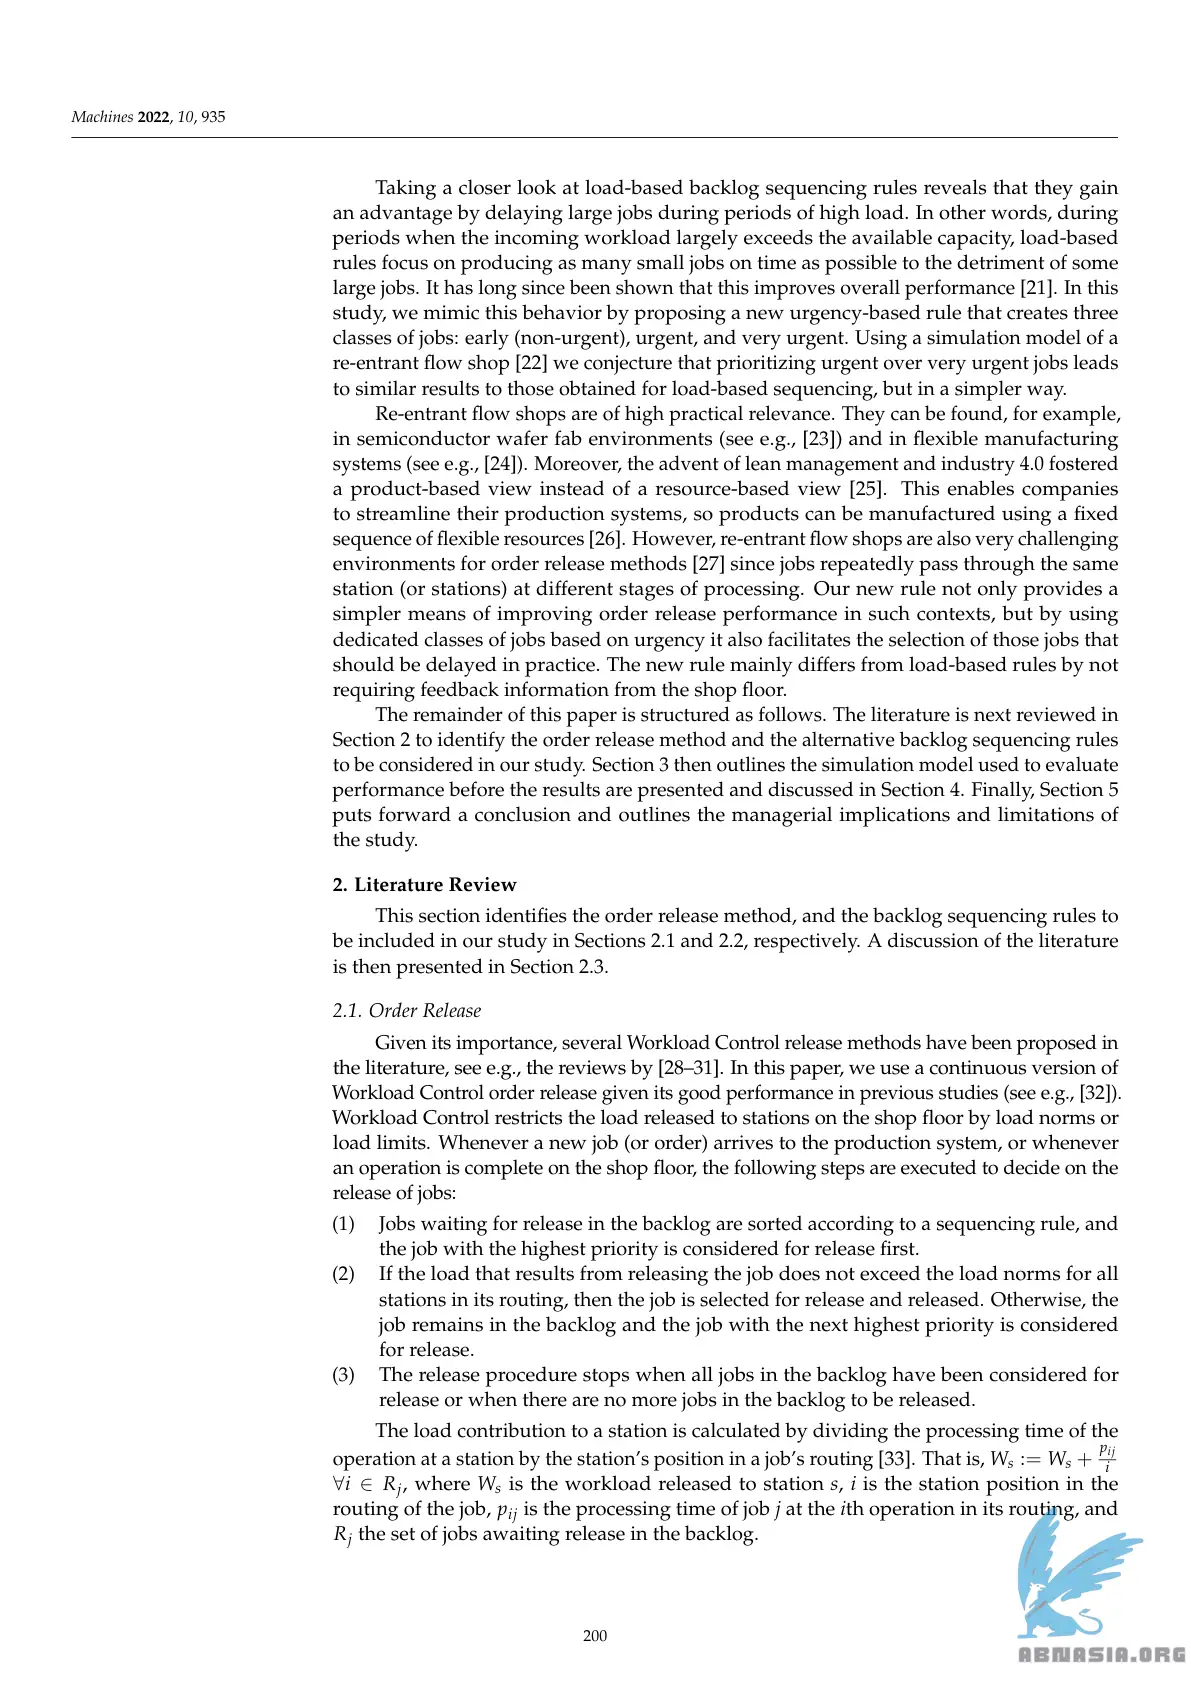 Machines 2022, 10, 935
Taking a closer look at load-based backlog sequencing rules reveals that they gain
an advantage by delaying large jobs during periods of high load. In other words, during
periods when the incoming workload largely exceeds the available capacity, load-based
rules focus on producing as many small jobs on time as possible to the detriment of some
large jobs. It has long since been shown that this improves overall performance [21]. In this
study, we mimic this behavior by proposing a new urgency-based rule that creates three
classes of jobs: early (non-urgent), urgent, and very urgent. Using a simulation model of a
re-entrant flow shop [22] we conjecture that prioritizing urgent over very urgent jobs leads
to similar results to those obtained for load-based sequencing, but in a simpler way.
Re-entrant flow shops are of high practical relevance. They can be found, for example,
in semiconductor wafer fab environments (see e.g., [23]) and in flexible manufacturing
systems (see e.g., [24]). Moreover, the advent of lean management and industry 4.0 fostered
a product-based view instead of a resource-based view [25]. This enables companies
to streamline their production systems, so products can be manufactured using a fixed
sequence of flexible resources [26]. However, re-entrant flow shops are also very challenging
environments for order release methods [27] since jobs repeatedly pass through the same
station (or stations) at different stages of processing. Our new rule not only provides a
simpler means of improving order release performance in such contexts, but by using
dedicated classes of jobs based on urgency it also facilitates the selection of those jobs that
should be delayed in practice. The new rule mainly differs from load-based rules by not
requiring feedback information from the shop floor.
The remainder of this paper is structured as follows. The literature is next reviewed in
Section 2 to identify the order release method and the alternative backlog sequencing rules
to be considered in our study. Section 3 then outlines the simulation model used to evaluate
performance before the results are presented and discussed in Section 4. Finally, Section 5
puts forward a conclusion and outlines the managerial implications and limitations of
the study.
2. Literature Review
This section identifies the order release method, and the backlog sequencing rules to
be included in our study in Sections 2.1 and 2.2, respectively. A discussion of the literature
is then presented in Section 2.3.
2.1. Order Release
Given its importance, several Workload Control release methods have been proposed in
the literature, see e.g., the reviews by [28–31]. In this paper, we use a continuous version of
Workload Control order release given its good performance in previous studies (see e.g., [32]).
Workload Control restricts the load released to stations on the shop floor by load norms or
load limits. Whenever a new job (or order) arrives to the production system, or whenever
an operation is complete on the shop floor, the following steps are executed to decide on the
release of jobs:
(1) Jobs waiting for release in the backlog are sorted according to a sequencing rule, and
the job with the highest priority is considered for release first.
(2) If the load that results from releasing the job does not exceed the load norms for all
stations in its routing, then the job is selected for release and released. Otherwise, the
job remains in the backlog and the job with the next highest priority is considered
for release.
(3) The release procedure stops when all jobs in the backlog have been considered for
release or when there are no more jobs in the backlog to be released.
The load contribution to a station is calculated by dividing the processing time of the
operation at a station by the station's position in a job's routing [33]. That is, Ws := Ws + pij/i
∀i ∈ Rj, where Ws is the workload released to station s, i is the station position in the
routing of the job, pij is the processing time of job j at the ith operation in its routing, and
Rj the set of jobs awaiting release in the backlog.
200
ABNASIA.ORG